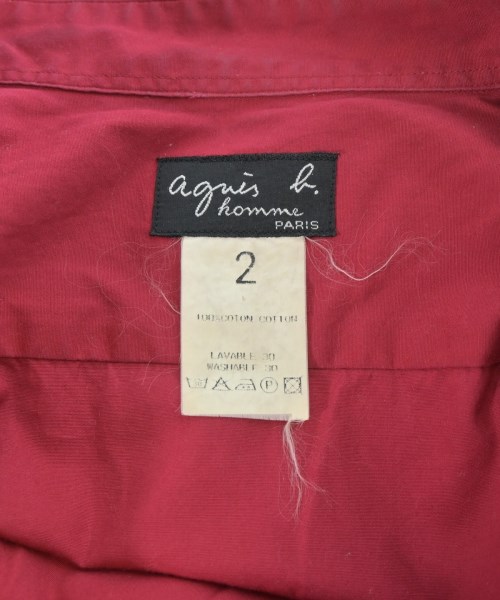 agnès b.
homme
PARIS
2
100%COTON COTTON
LAVABLE 30
WASHABLE 30
P